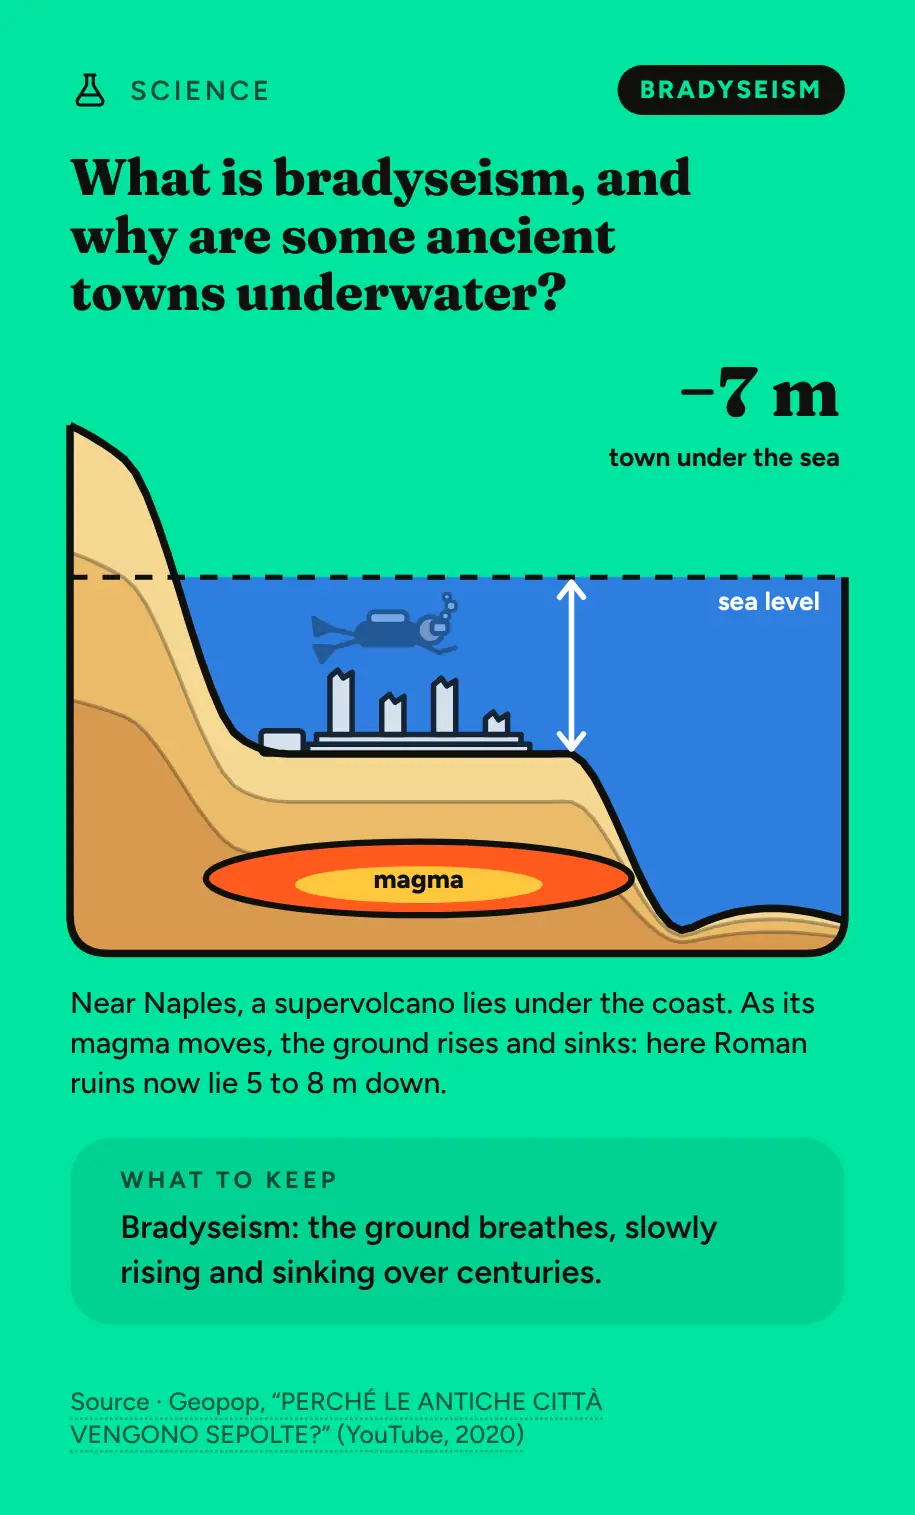 SCIENCE
BRADYSEISM
What is bradyseism, and
why are some ancient
towns underwater?
−7 m
town under the sea
sea level
magma
Near Naples, a supervolcano lies under the coast. As its
magma moves, the ground rises and sinks: here Roman
ruins now lie 5 to 8 m down.
WHAT TO KEEP
Bradyseism: the ground breathes, slowly
rising and sinking over centuries.
Source · Geopop, “PERCHÉ LE ANTICHE CITTÀ
VENGONO SEPOLTE?” (YouTube, 2020)